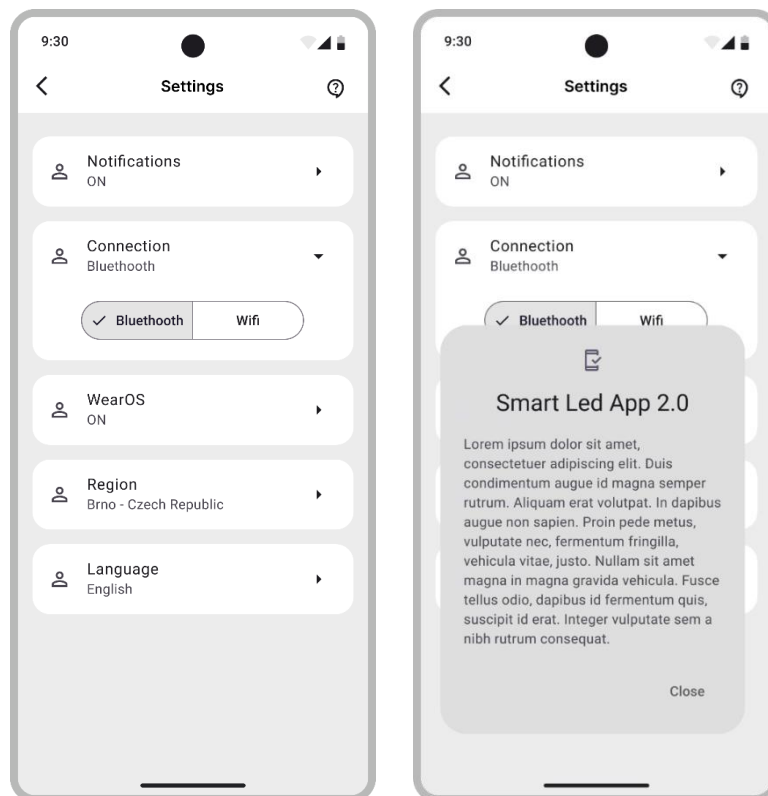 9:30
Settings
Notifications
ON
Connection
Bluethooth
Bluethooth
Wifi
WearOS
ON
Region
Brno - Czech Republic
Language
English
9:30
Settings
Notifications
ON
Connection
Bluethooth
Bluethooth
Wifi
Smart Led App 2.0
Lorem ipsum dolor sit amet,
consectetuer adipiscing elit. Duis
condimentum augue id magna semper
rutrum. Aliquam erat volutpat. In dapibus
augue non sapien. Proin pede metus,
vulputate nec, fermentum fringilla,
vehicula vitae, justo. Nullam sit amet
magna in magna gravida vehicula. Fusce
tellus odio, dapibus id fermentum quis,
suscipit id erat. Integer vulputate sem a
nibh rutrum consequat.
Close